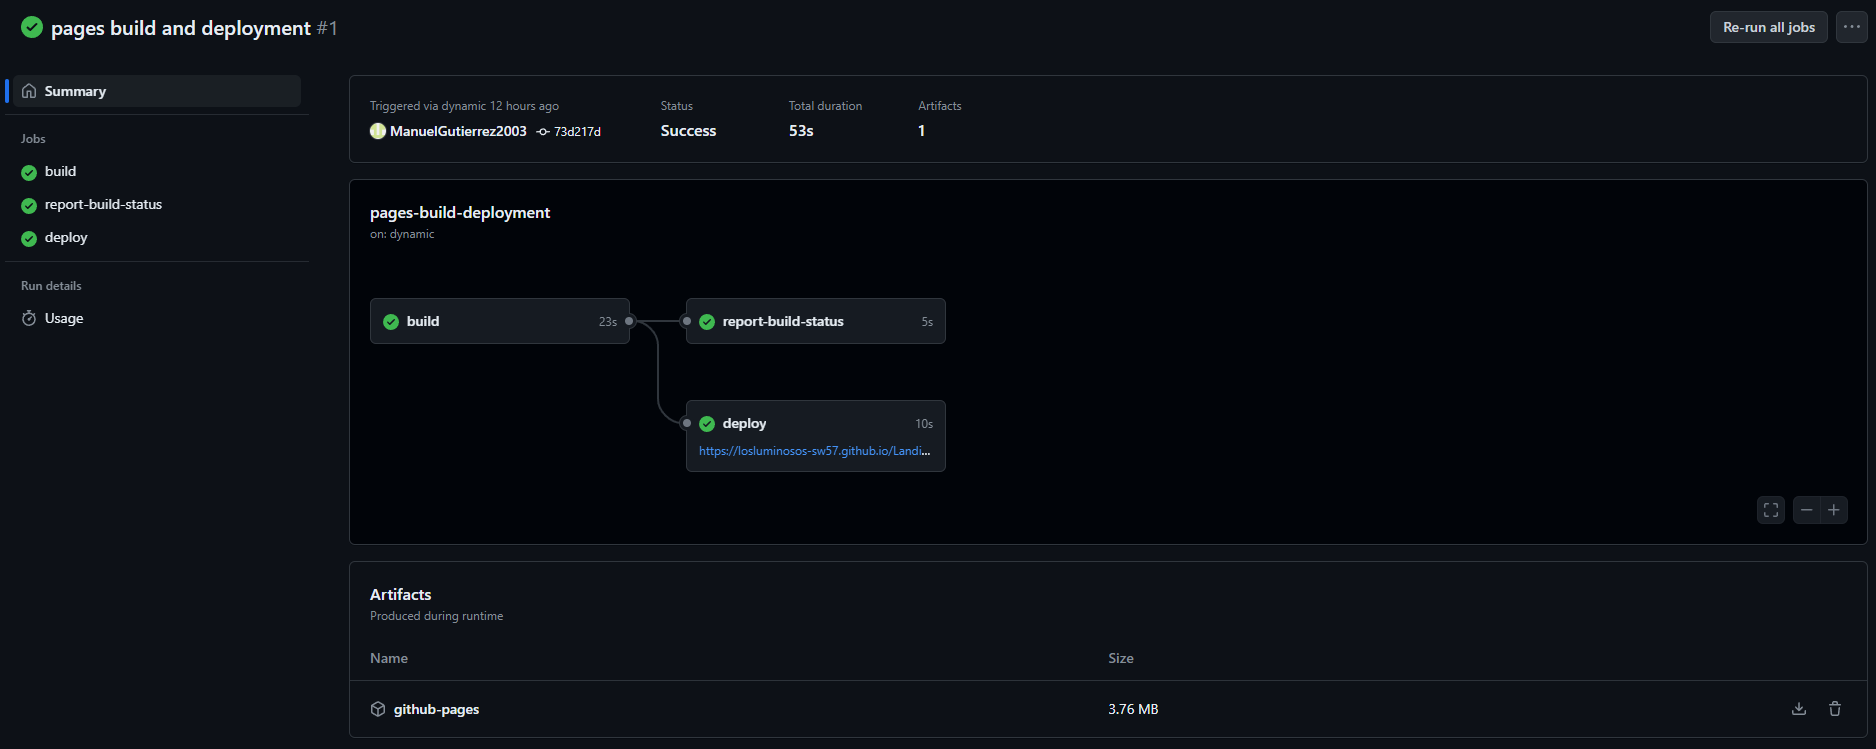 pages build and deployment #1
Re-run all jobs
Summary
Jobs
build
report-build-status
deploy
Run details
Usage
Triggered via dynamic 12 hours ago
ManuelGutierrez2003 73d217d
Status
Success
Total duration
53s
Artifacts
1
pages-build-deployment
on: dynamic
build 23s
report-build-status 5s
deploy 10s
https://losluminosos-sw57.github.io/Landi...
Artifacts
Produced during runtime
Name Size
github-pages 3.76 MB